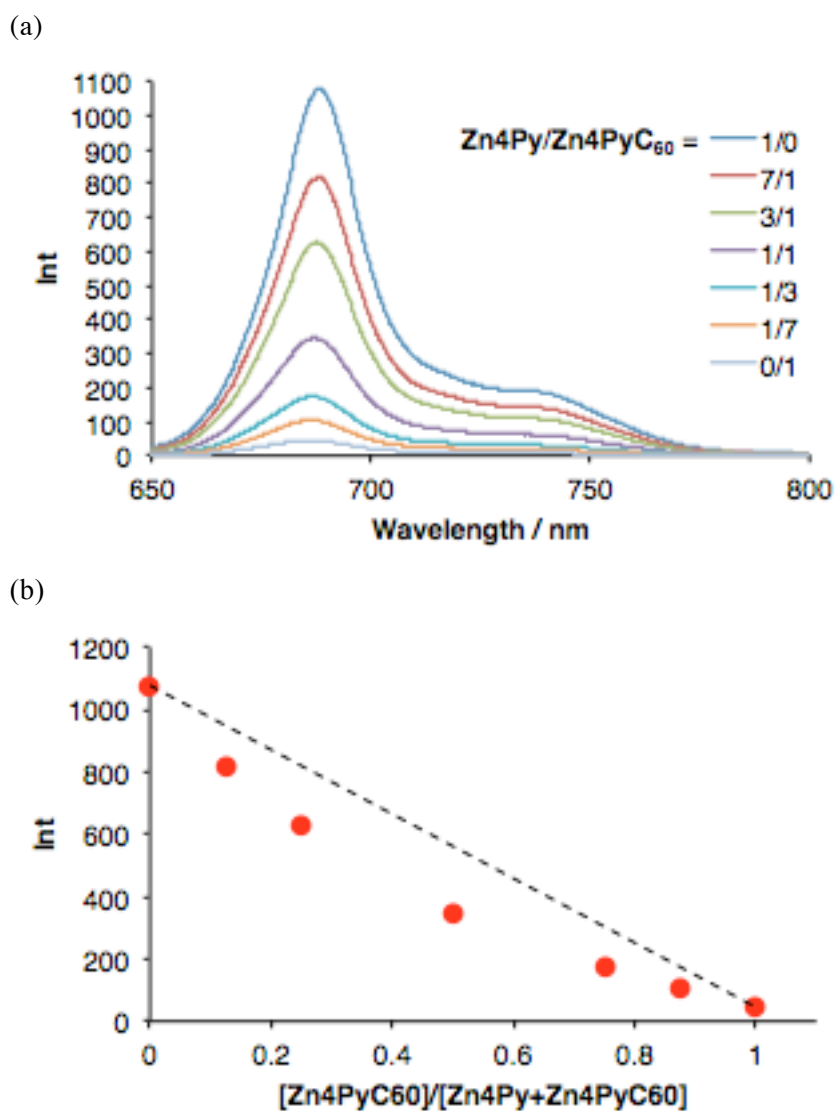 (a)
1100
1000
900
800
700
600
500
400
300
200
100
0
Int
Zn4Py/Zn4PyC₆₀ =
1/0
7/1
3/1
1/1
1/3
1/7
0/1
650 700 750 800
Wavelength / nm
(b)
1200
1000
800
600
400
200
0
Int
0 0.2 0.4 0.6 0.8 1
[Zn4PyC60]/[Zn4Py+Zn4PyC60]